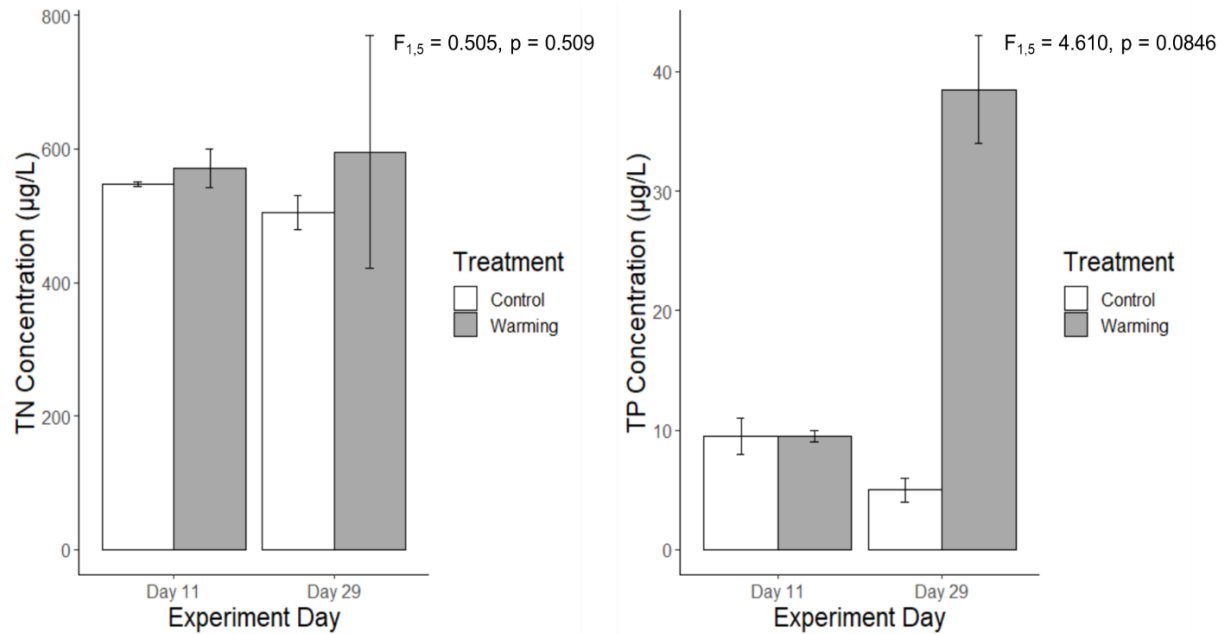 800
600
400
200
0
TN Concentration (µg/L)
F1,5 = 0.505, p = 0.509
Treatment
Control
Warming
Day 11
Day 29
Experiment Day
40
30
20
10
0
TP Concentration (µg/L)
F1,5 = 4.610, p = 0.0846
Treatment
Control
Warming
Day 11
Day 29
Experiment Day